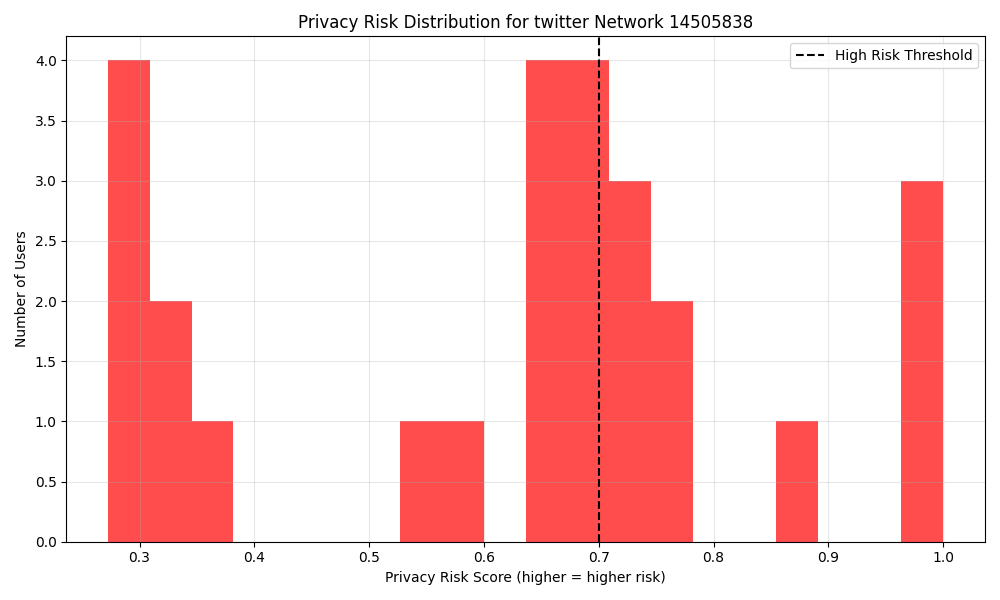 Privacy Risk Distribution for twitter Network 14505838
High Risk Threshold
Number of Users
4.0
3.5
3.0
2.5
2.0
1.5
1.0
0.5
0.0
0.3 0.4 0.5 0.6 0.7 0.8 0.9 1.0
Privacy Risk Score (higher = higher risk)